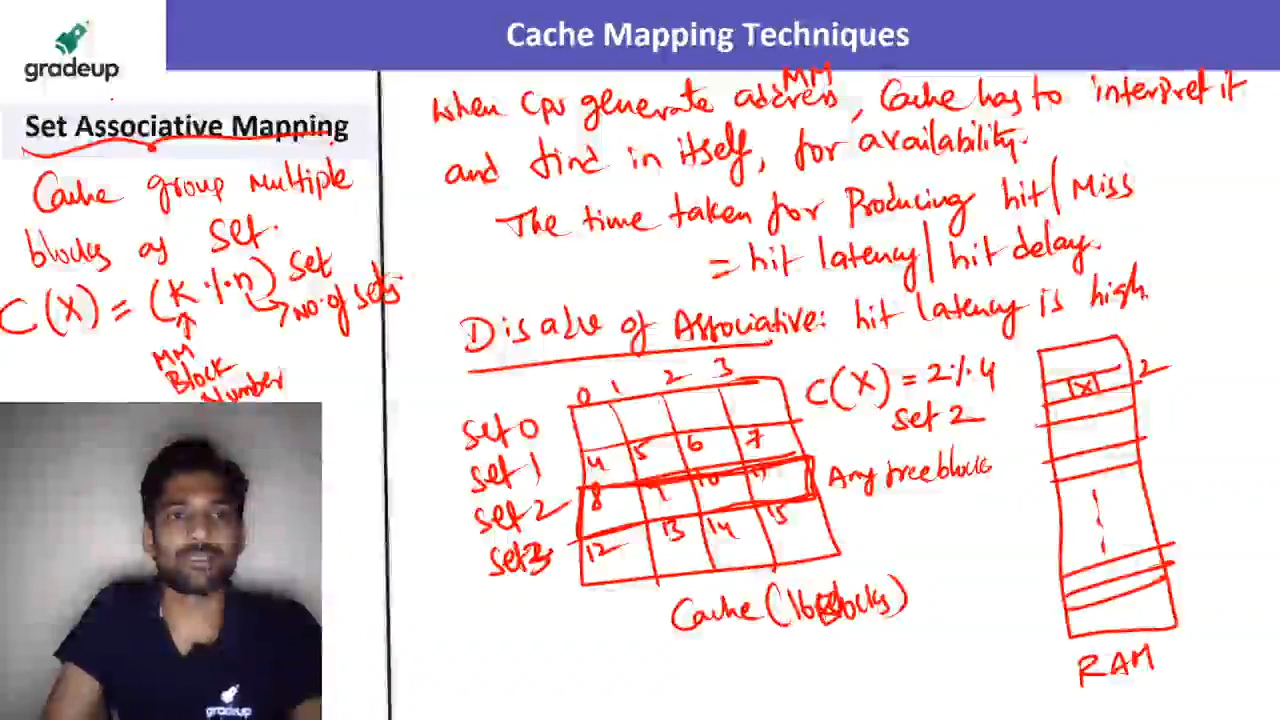 Cache Mapping Techniques
gradeup
Set Associative Mapping
Cache group multiple
blocks as set.
C(X) = (K % n) set
no. of sets
MM
Block
Number
MM
When CPU generate address, Cache has to interpret it
and find in itself, for availability.
The time taken for Producing hit/Miss
= hit latency/hit delay.
Disadv of Associative: hit latency is high.
0 1 2 3
set 0
4 5 6 7
set 1
8 9 10 11
set 2
12 13 14 15
set 3
Cache (16 Blocks)
C(X) = 2 % 4
set 2
Any free block
|X| 2
RAM
gradeup